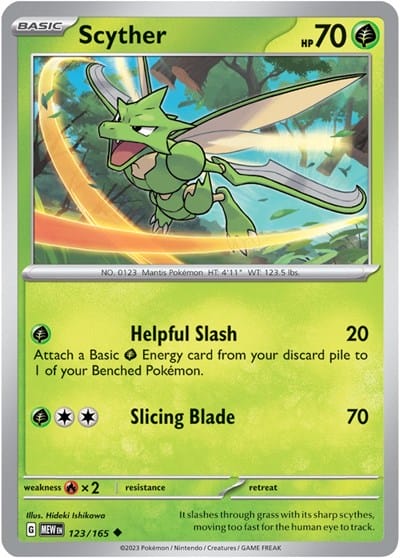 BASIC
Scyther
HP 70
NO. 0123 Mantis Pokémon HT: 4'11" WT: 123.5 lbs.
Helpful Slash 20
Attach a Basic Energy card from your discard pile to
1 of your Benched Pokémon.
Slicing Blade 70
weakness ×2 resistance retreat
Illus. Hideki Ishikawa
G MEW EN 123/165
It slashes through grass with its sharp scythes,
moving too fast for the human eye to track.
©2023 Pokémon / Nintendo / Creatures / GAME FREAK